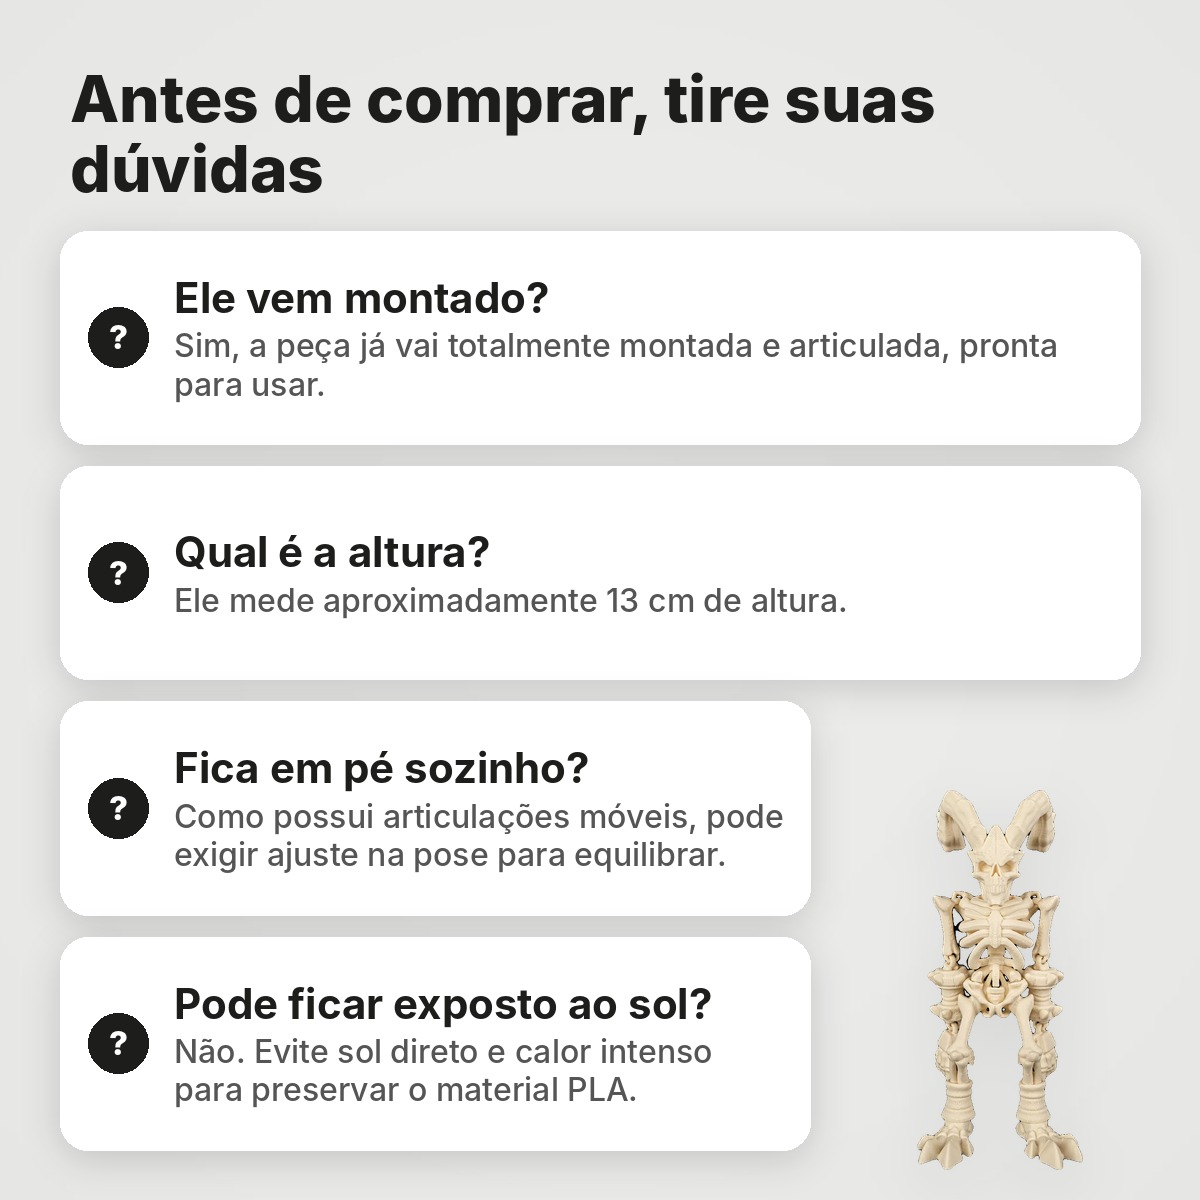 Antes de comprar, tire suas
dúvidas
?
Ele vem montado?
Sim, a peça já vai totalmente montada e articulada, pronta
para usar.
?
Qual é a altura?
Ele mede aproximadamente 13 cm de altura.
?
Fica em pé sozinho?
Como possui articulações móveis, pode
exigir ajuste na pose para equilibrar.
?
Pode ficar exposto ao sol?
Não. Evite sol direto e calor intenso
para preservar o material PLA.